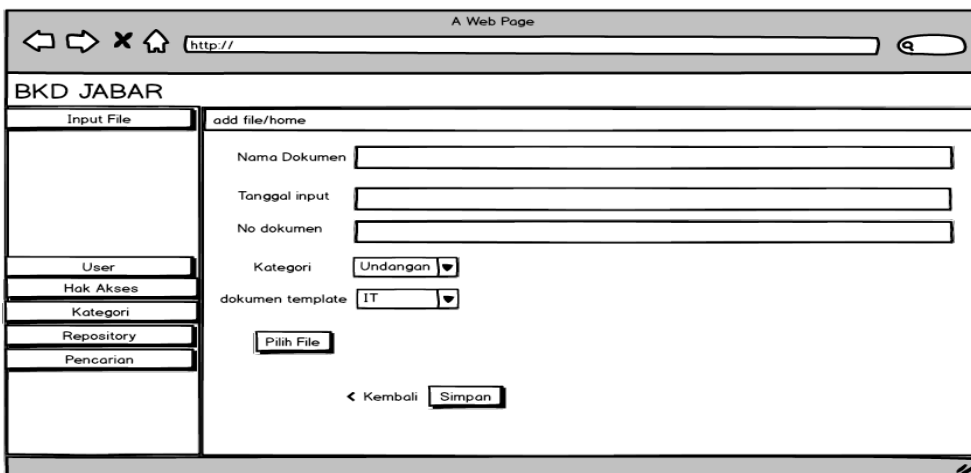 A Web Page
http://
BKD JABAR
Input File
add file/home
Nama Dokumen
Tanggal input
No dokumen
User
Kategori
Undangan
Hak Akses
dokumen template
IT
Kategori
Repository
Pilih File
Pencarian
< Kembali
Simpan